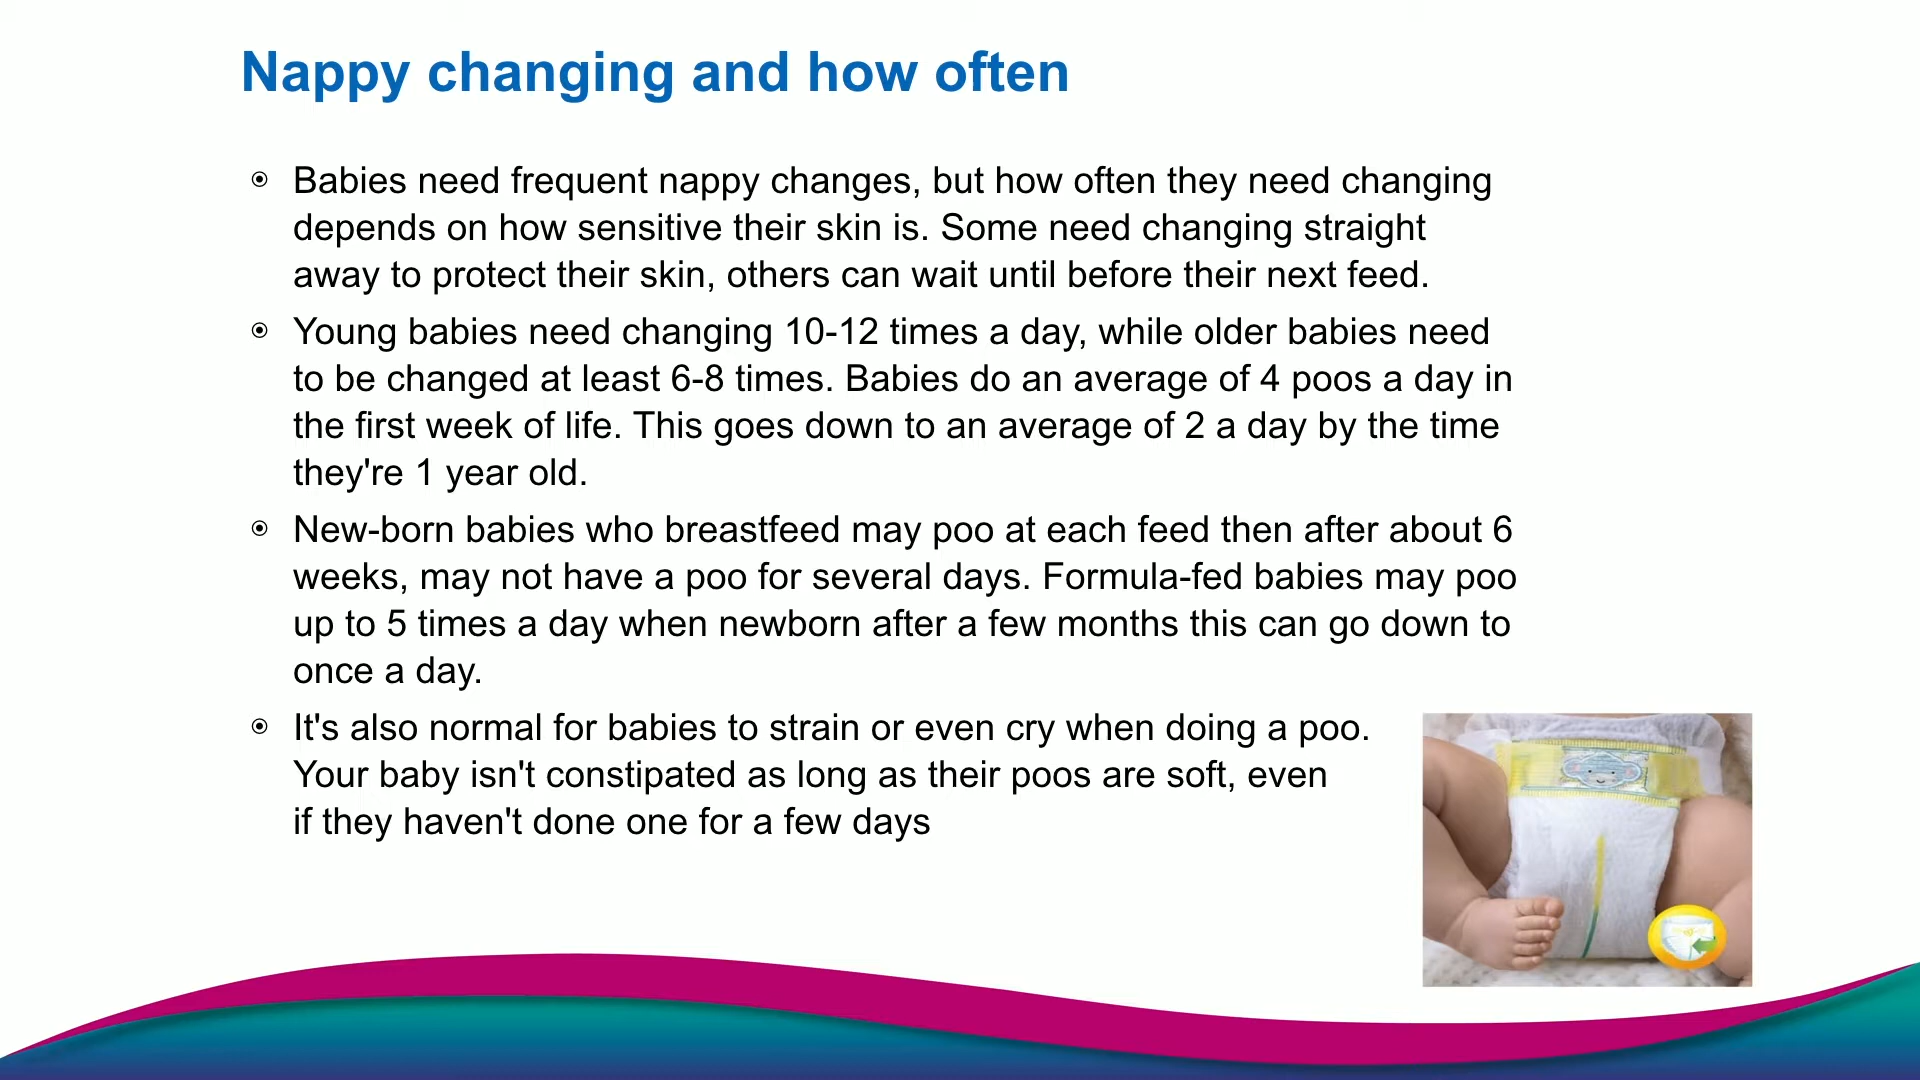 Nappy changing and how often
Babies need frequent nappy changes, but how often they need changing
depends on how sensitive their skin is. Some need changing straight
away to protect their skin, others can wait until before their next feed.
Young babies need changing 10-12 times a day, while older babies need
to be changed at least 6-8 times. Babies do an average of 4 poos a day in
the first week of life. This goes down to an average of 2 a day by the time
they're 1 year old.
New-born babies who breastfeed may poo at each feed then after about 6
weeks, may not have a poo for several days. Formula-fed babies may poo
up to 5 times a day when newborn after a few months this can go down to
once a day.
It's also normal for babies to strain or even cry when doing a poo.
Your baby isn't constipated as long as their poos are soft, even
if they haven't done one for a few days